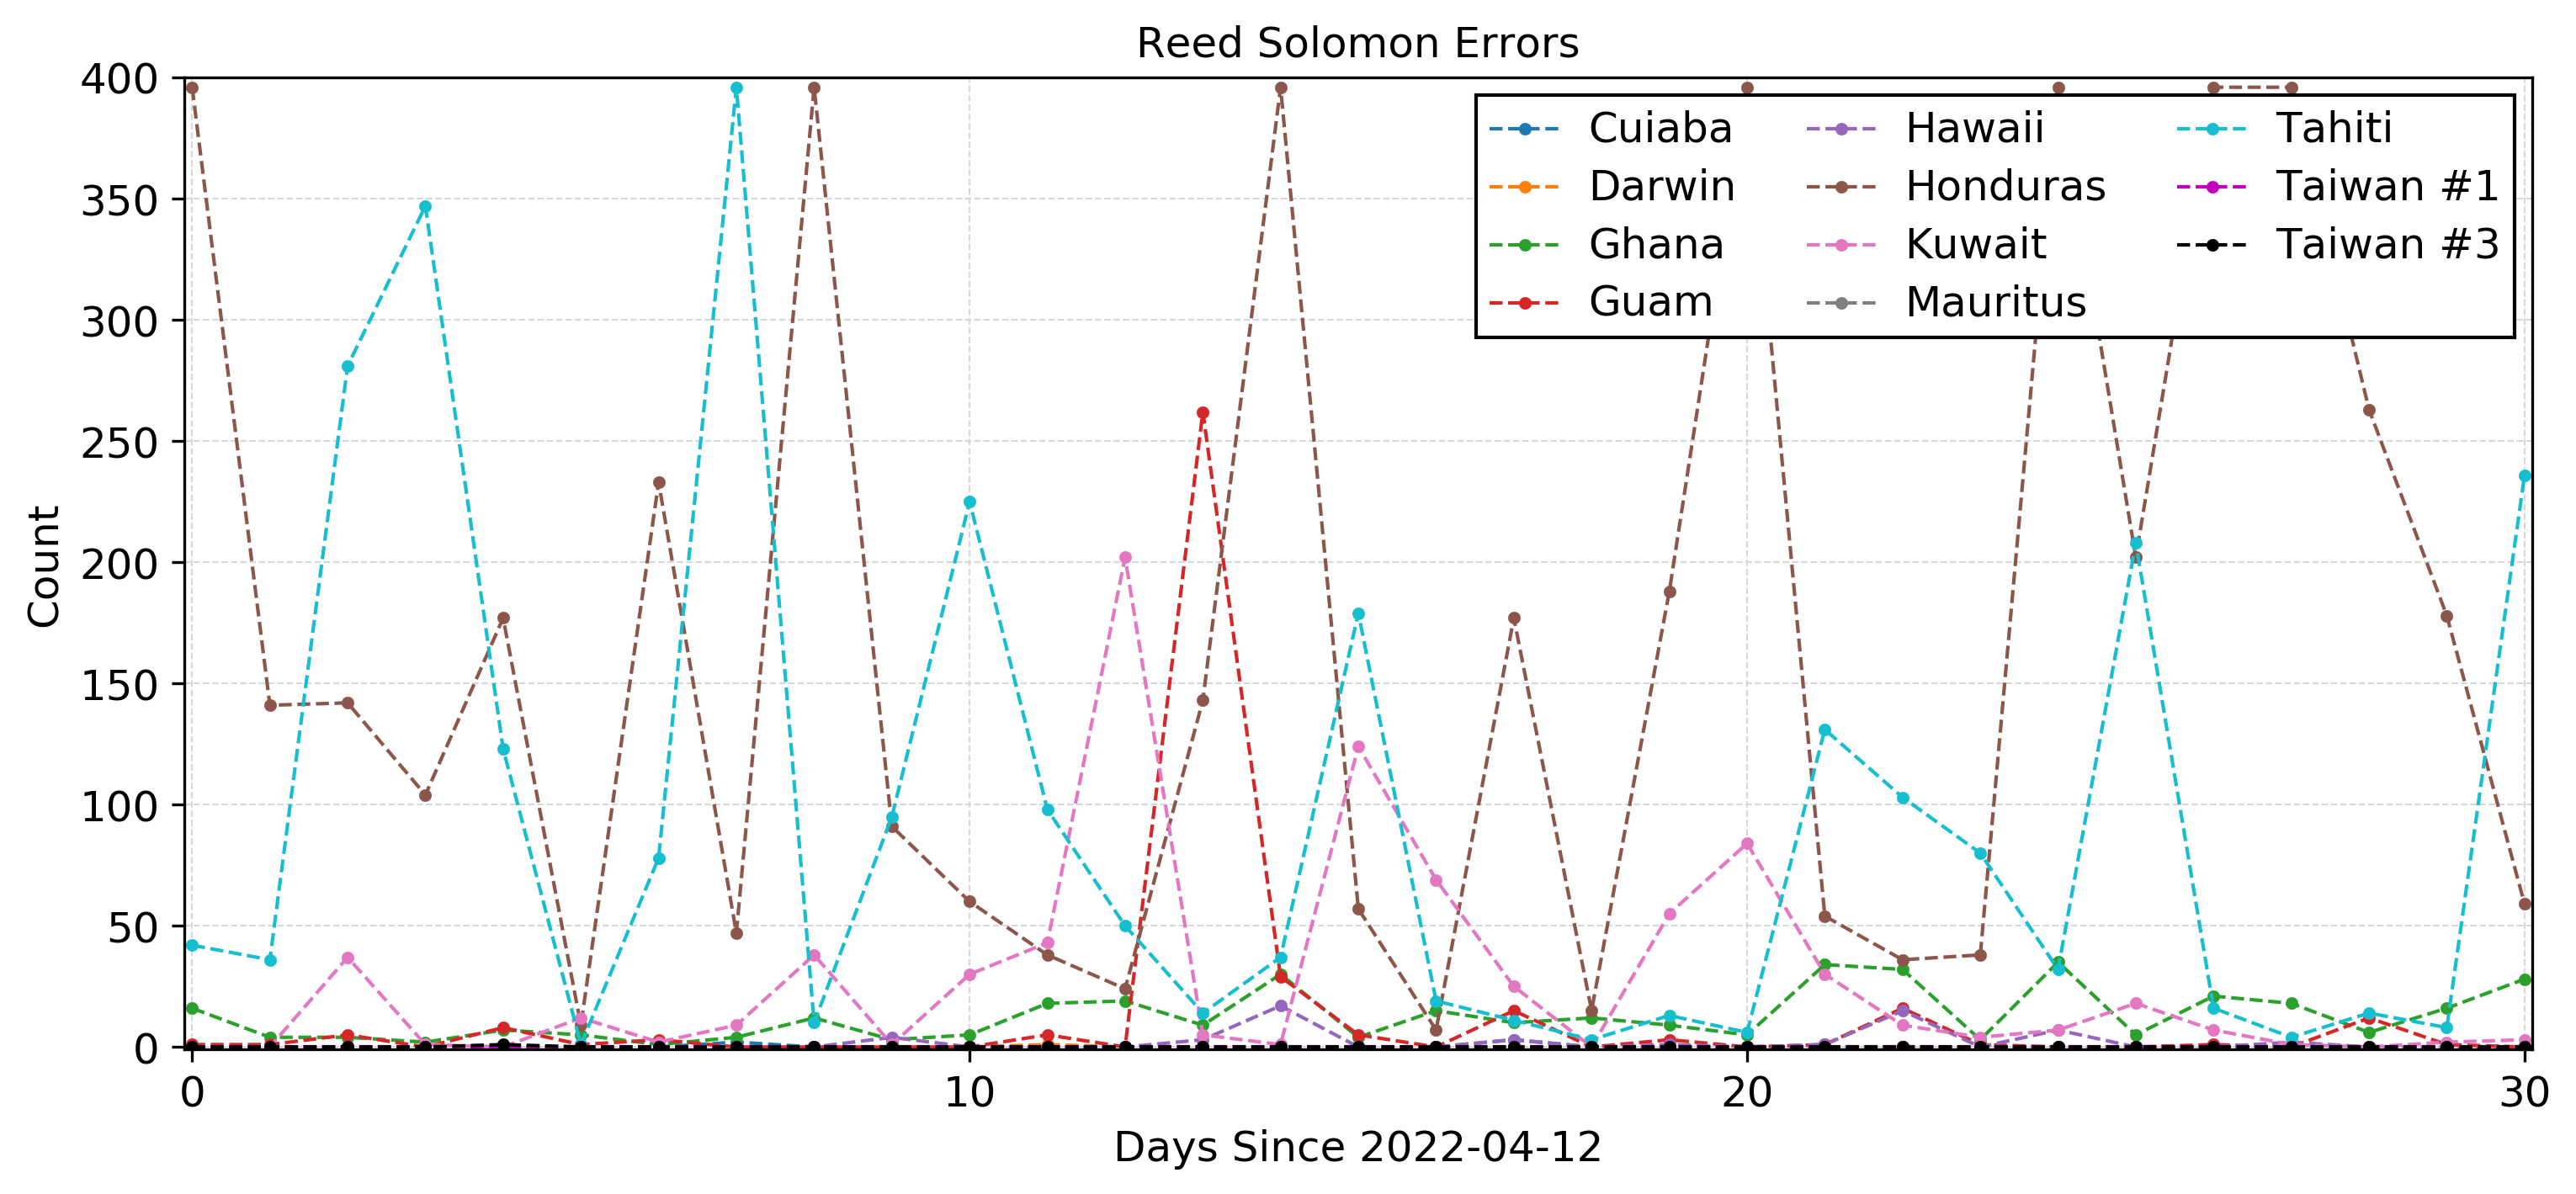 Reed Solomon Errors
400
350
300
250
200
150
100
50
0
Count
Cuiaba
Darwin
Ghana
Guam
Hawaii
Honduras
Kuwait
Mauritus
Tahiti
Taiwan #1
Taiwan #3
0 10 20 30
Days Since 2022-04-12